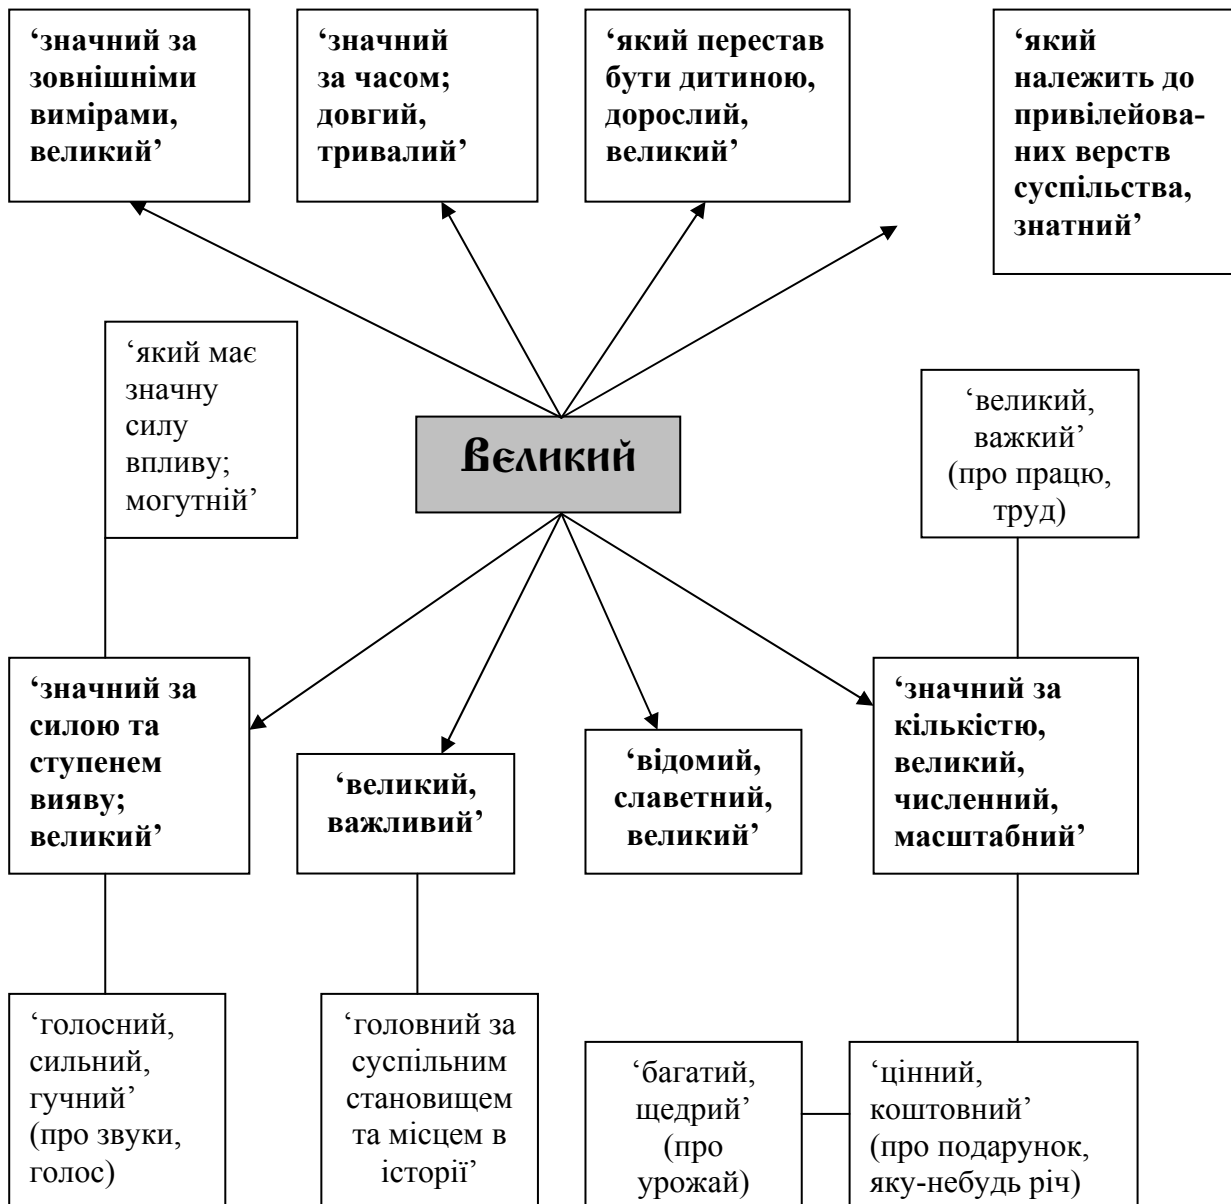 ‘значний за
зовнішніми
вимірами,
великий’
‘значний
за часом;
довгий,
тривалий’
‘який перестав
бути дитиною,
дорослий,
великий’
‘який
належить до
привілейова-
них верств
суспільства,
знатний’
‘який має
значну
силу
впливу;
могутній’
Великий
‘великий,
важкий’
(про працю,
труд)
‘значний за
силою та
ступенем
вияву;
великий’
‘великий,
важливий’
‘відомий,
славетний,
великий’
‘значний за
кількістю,
великий,
численний,
масштабний’
‘голосний,
сильний,
гучний’
(про звуки,
голос)
‘головний за
суспільним
становищем
та місцем в
історії’
‘багатий,
щедрий’
(про
урожай)
‘цінний,
коштовний’
(про подарунок,
яку-небудь річ)